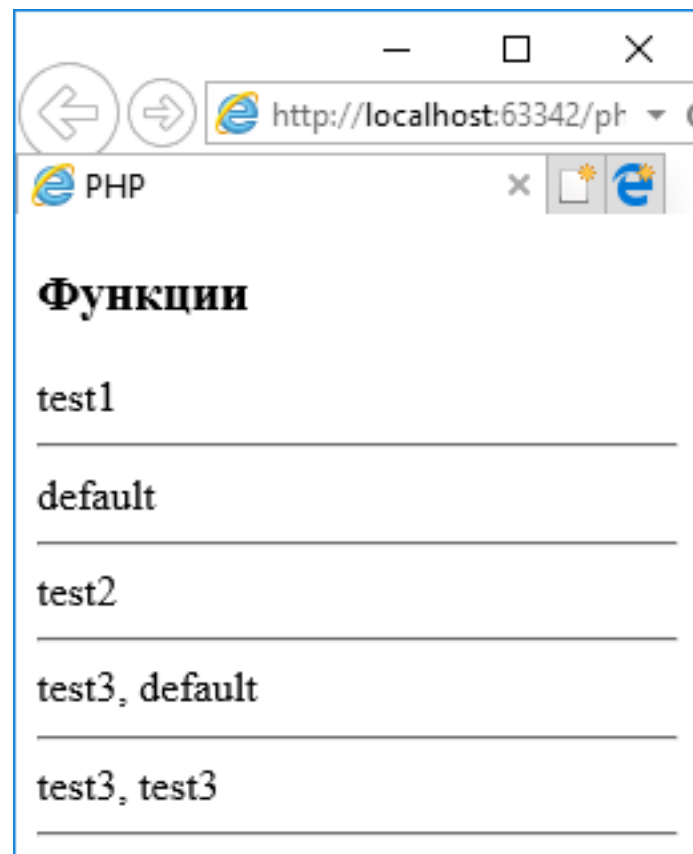 http://localhost:63342/ph
PHP
Функции
test1
default
test2
test3, default
test3, test3